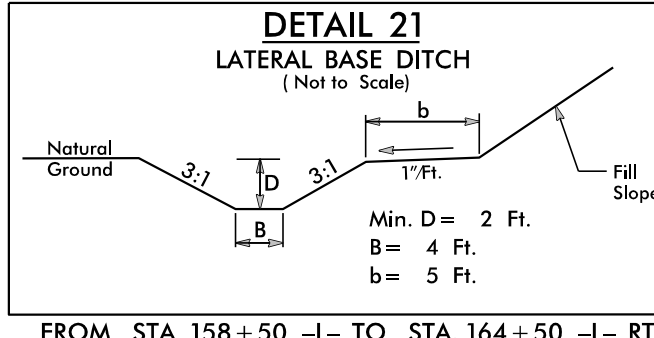 DETAIL 21
LATERAL BASE DITCH
( Not to Scale)
b
Natural
Ground
3:1
D
3:1
1"/Ft.
Fill
Slope
B
Min. D = 2 Ft.
B= 4 Ft.
b= 5 Ft.
FROM STA 158+50 -L- TO STA 164+50 -L- RT